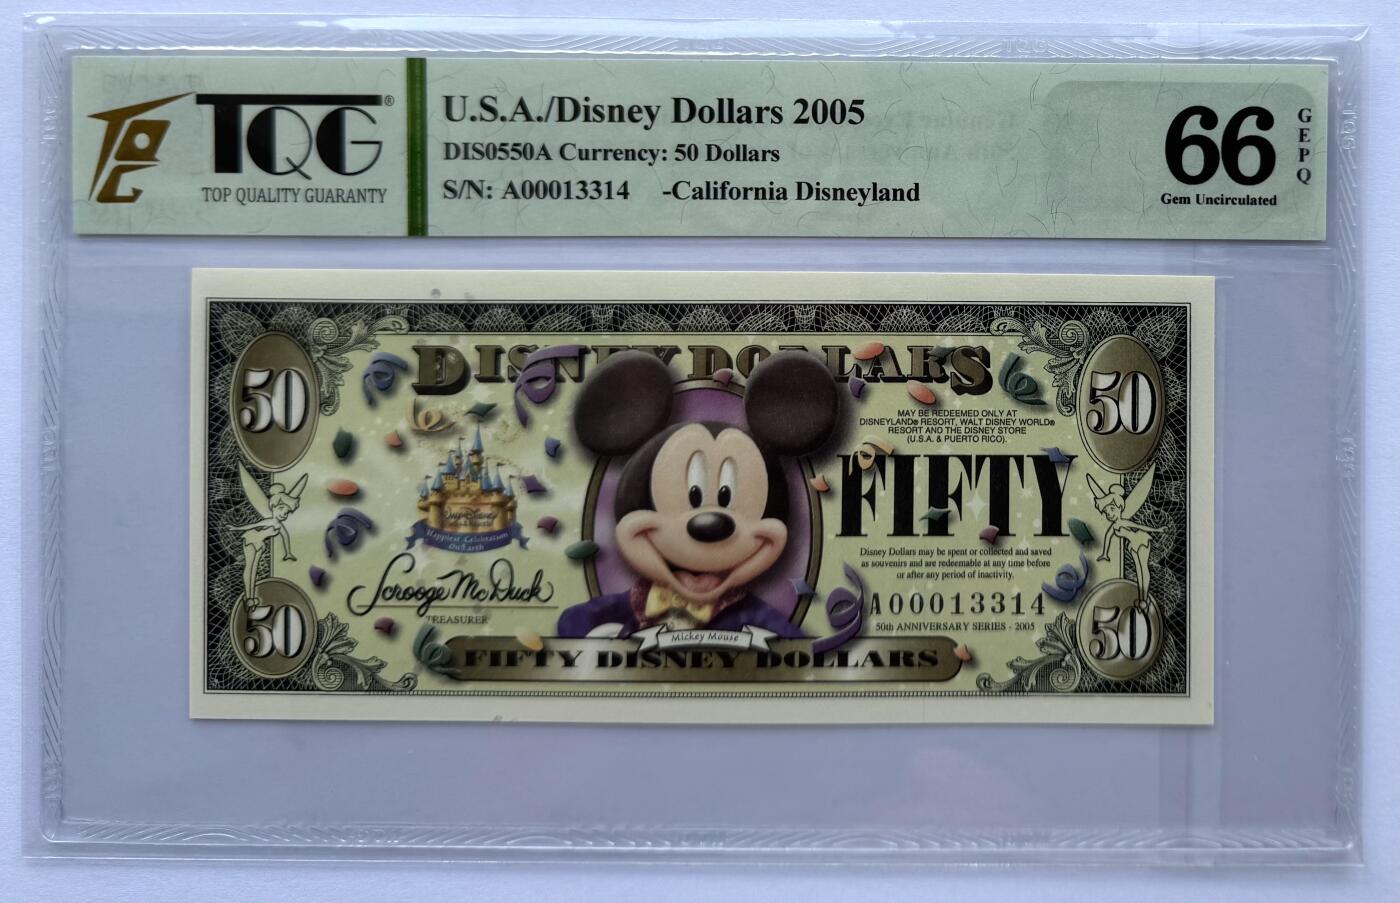 TQG®
TOP QUALITY GUARANTY
U.S.A./Disney Dollars 2005
DIS0550A Currency: 50 Dollars
S/N: A00013314 -California Disneyland
66
GEPQ
Gem Uncirculated
DISNEY DOLLARS
50
50
MAY BE REDEEMED ONLY AT
DISNEYLAND® RESORT, WALT DISNEY WORLD®
RESORT AND THE DISNEY STORE
(U.S.A. & PUERTO RICO).
FIFTY
Happiest Celebration
On Earth
Disney Dollars may be spent or collected and saved
as souvenirs and are redeemable at any time before
or after any period of inactivity.
Scrooge McDuck
TREASURER
A00013314
50th ANNIVERSARY SERIES - 2005
50
50
Mickey Mouse
FIFTY DISNEY DOLLARS